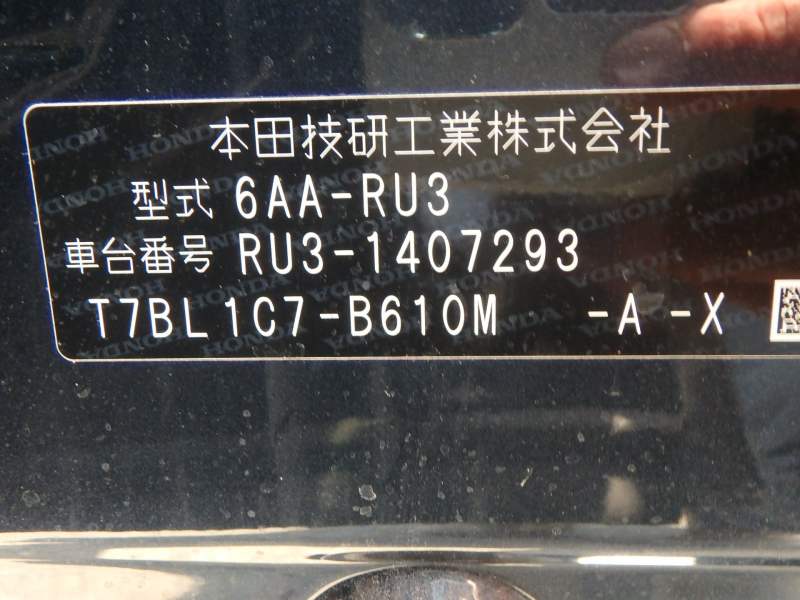 本田技研工業株式会社
型式 6AA-RU3
車台番号 RU3-1407293
T7BL1C7-B610M -A -X